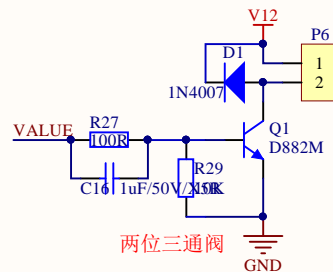 V12
P6
D1
1
2
1N4007
Q1
D882M
R27
100R
VALUE
R29
C16
1uF/50V/X5R
10K
两位三通阀
GND